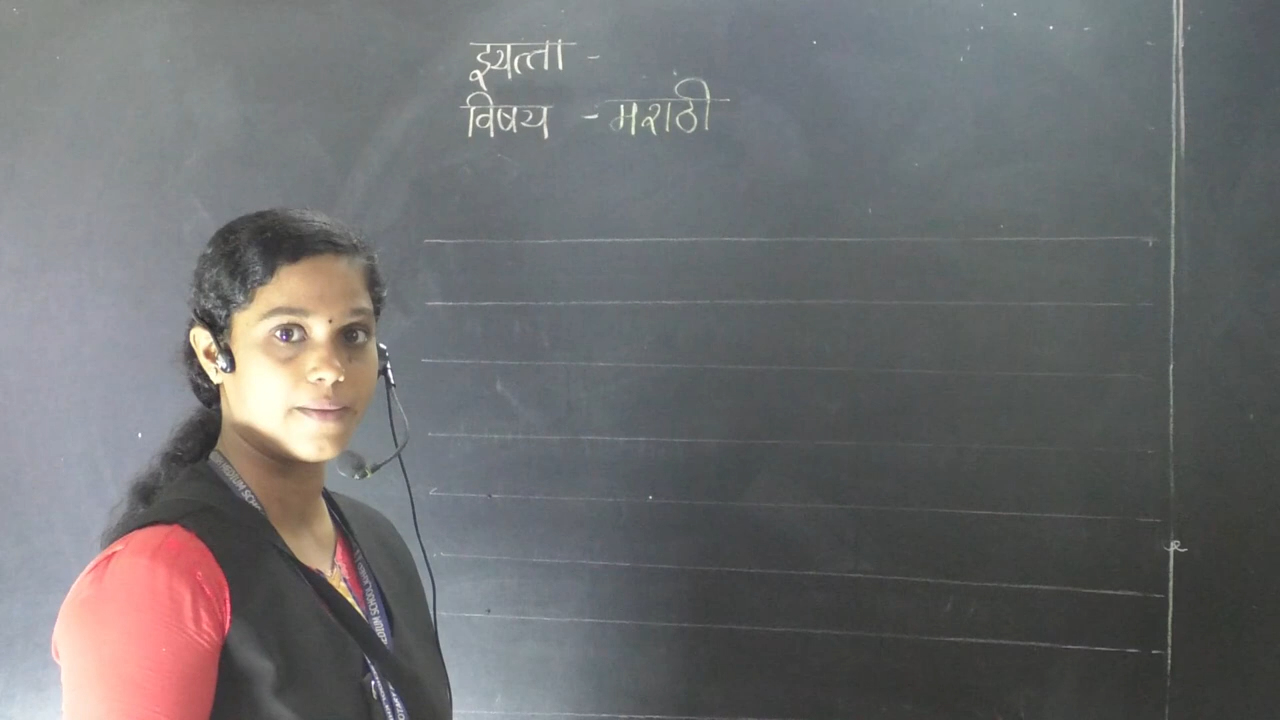 इयत्ता -
विषय - मराठी